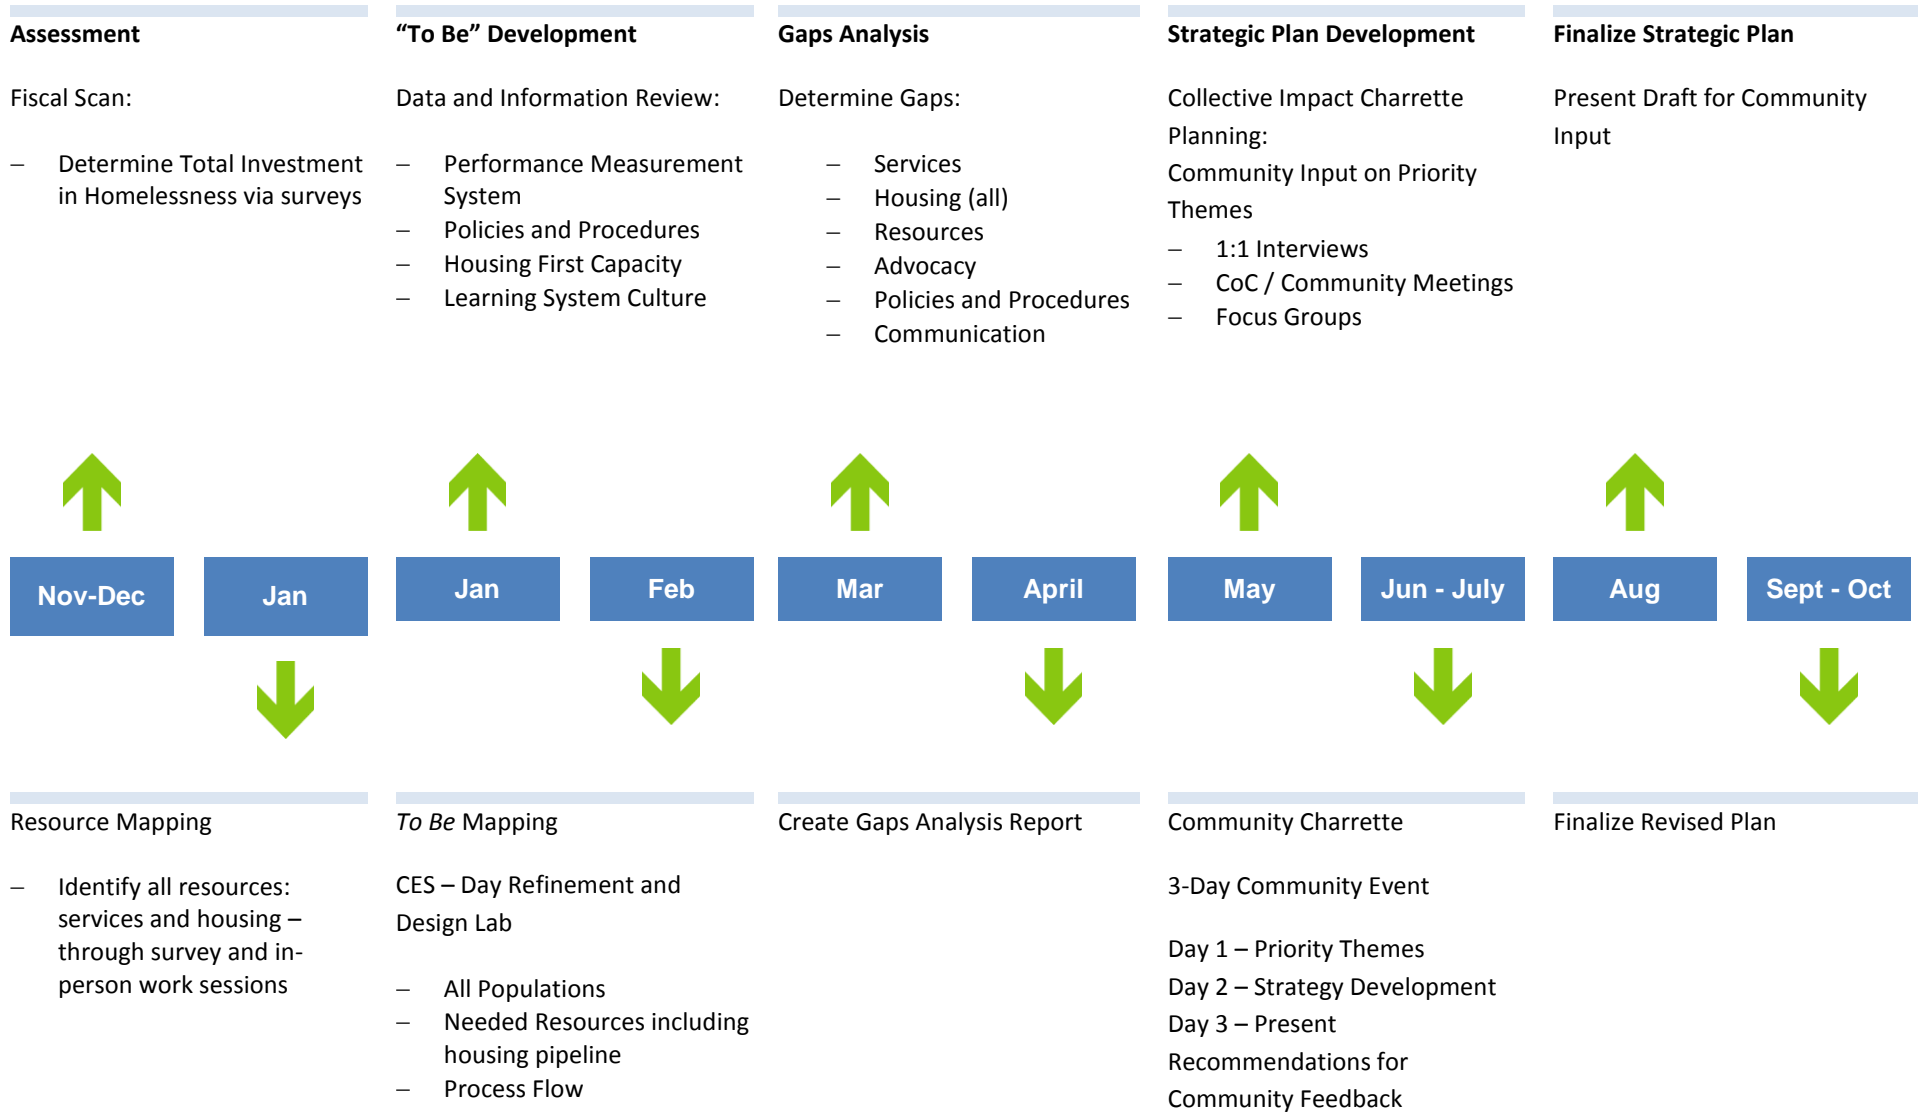 Assessment
Fiscal Scan:
– Determine Total Investment
in Homelessness via surveys
“To Be” Development
Data and Information Review:
– Performance Measurement
System
– Policies and Procedures
– Housing First Capacity
– Learning System Culture
Gaps Analysis
Determine Gaps:
– Services
– Housing (all)
– Resources
– Advocacy
– Policies and Procedures
– Communication
Strategic Plan Development
Collective Impact Charrette
Planning:
Community Input on Priority
Themes
– 1:1 Interviews
– CoC / Community Meetings
– Focus Groups
Finalize Strategic Plan
Present Draft for Community
Input
Nov-Dec
Jan
Jan
Feb
Mar
April
May
Jun - July
Aug
Sept - Oct
Resource Mapping
– Identify all resources:
services and housing –
through survey and in-
person work sessions
To Be Mapping
CES – Day Refinement and
Design Lab
– All Populations
– Needed Resources including
housing pipeline
– Process Flow
Create Gaps Analysis Report
Community Charrette
3-Day Community Event
Day 1 – Priority Themes
Day 2 – Strategy Development
Day 3 – Present
Recommendations for
Community Feedback
Finalize Revised Plan